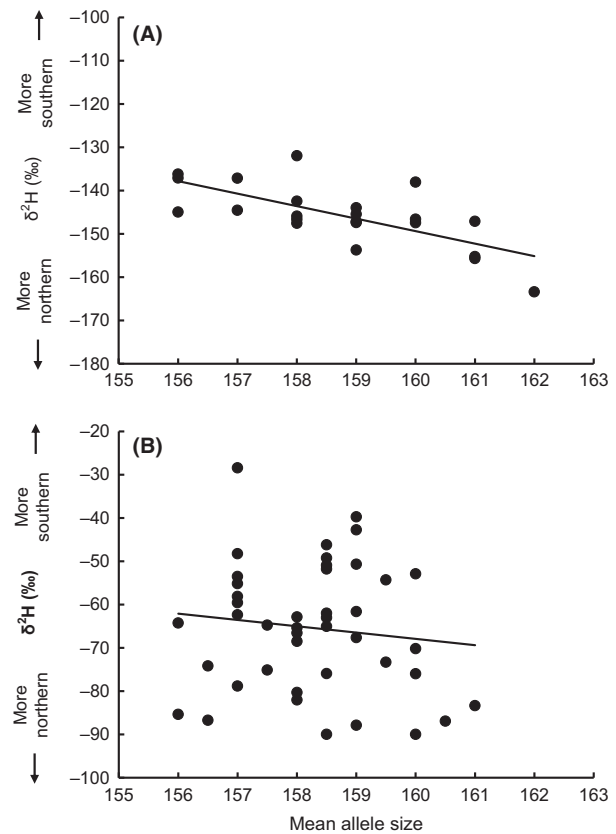 (A)
More southern
δ²H (‰)
More northern
–100
–110
–120
–130
–140
–150
–160
–170
–180
155 156 157 158 159 160 161 162 163
(B)
More southern
δ²H (‰)
More northern
–20
–30
–40
–50
–60
–70
–80
–90
–100
155 156 157 158 159 160 161 162 163
Mean allele size